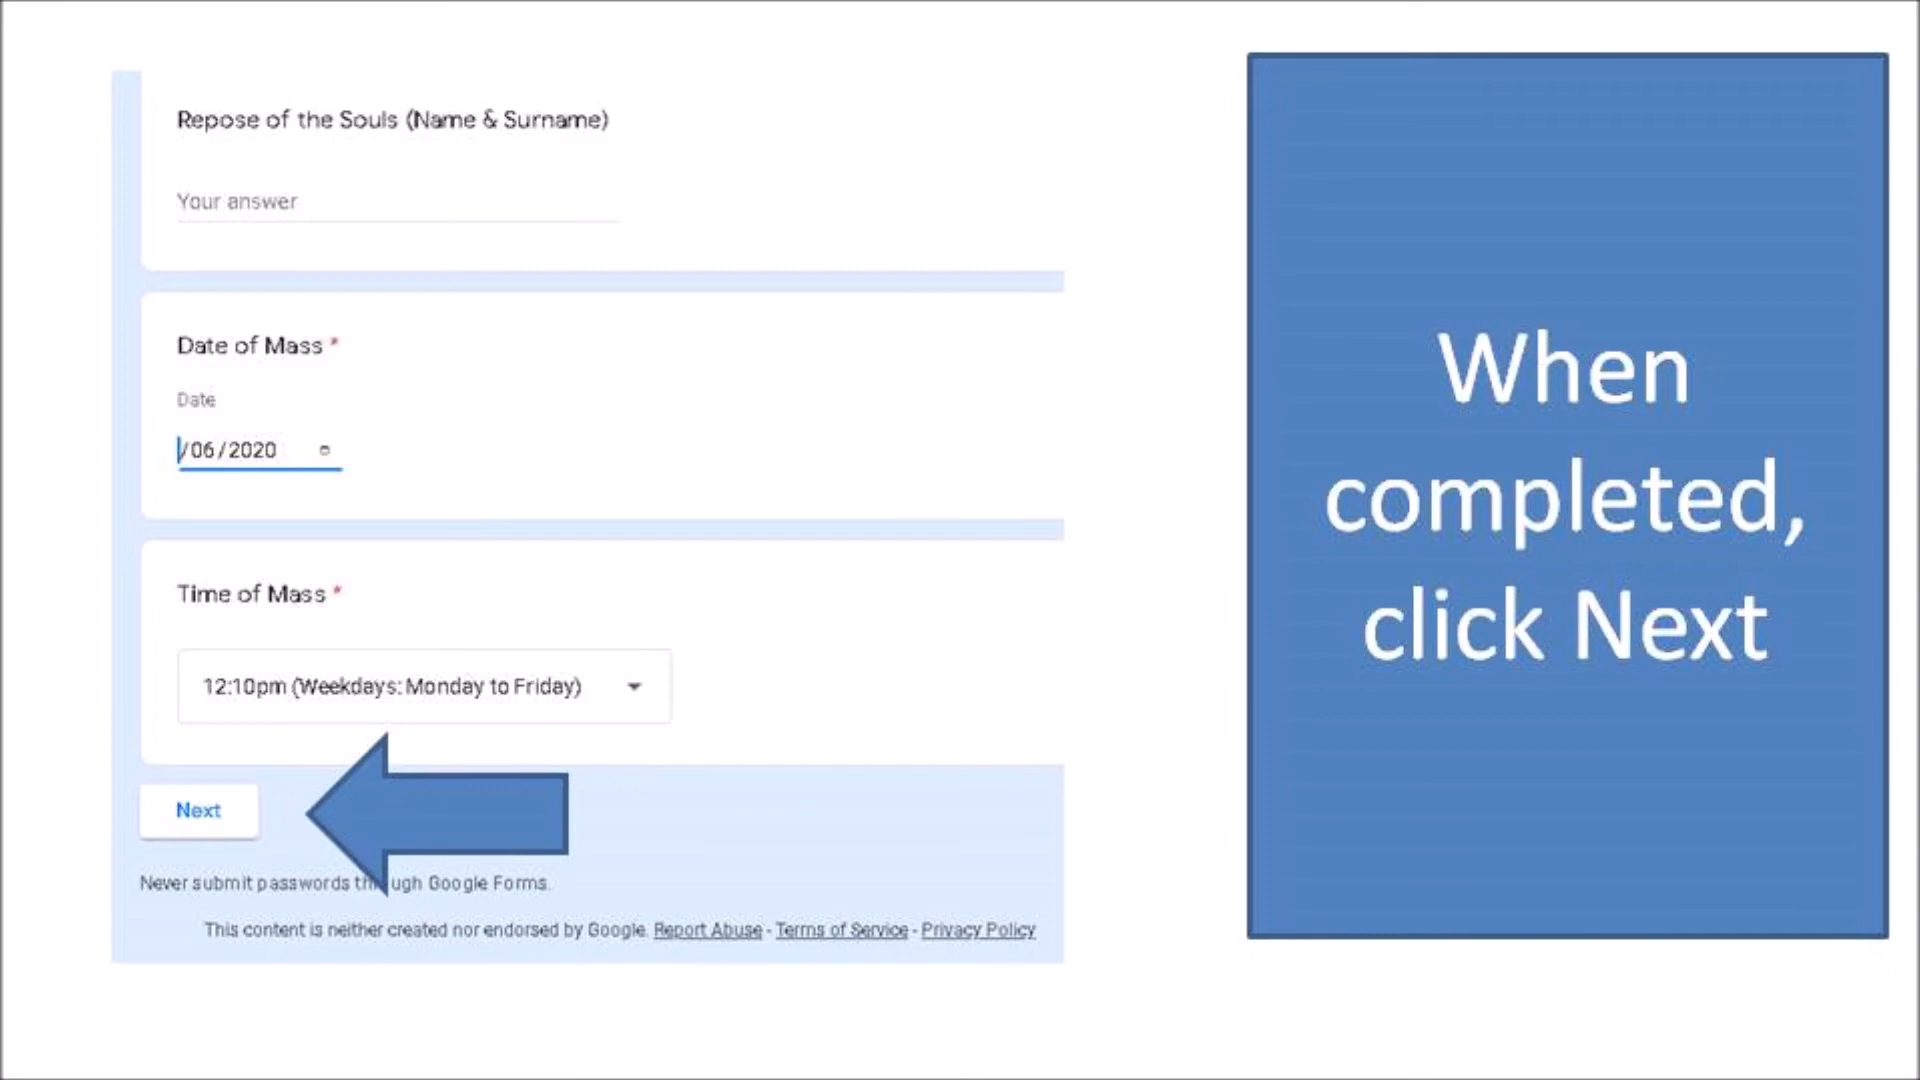 Repose of the Souls (Name & Surname)
Your answer
Date of Mass *
Date
/06/2020
Time of Mass *
12:10pm (Weekdays: Monday to Friday)
Next
Never submit passwords through Google Forms.
This content is neither created nor endorsed by Google. Report Abuse - Terms of Service - Privacy Policy
When
completed,
click Next